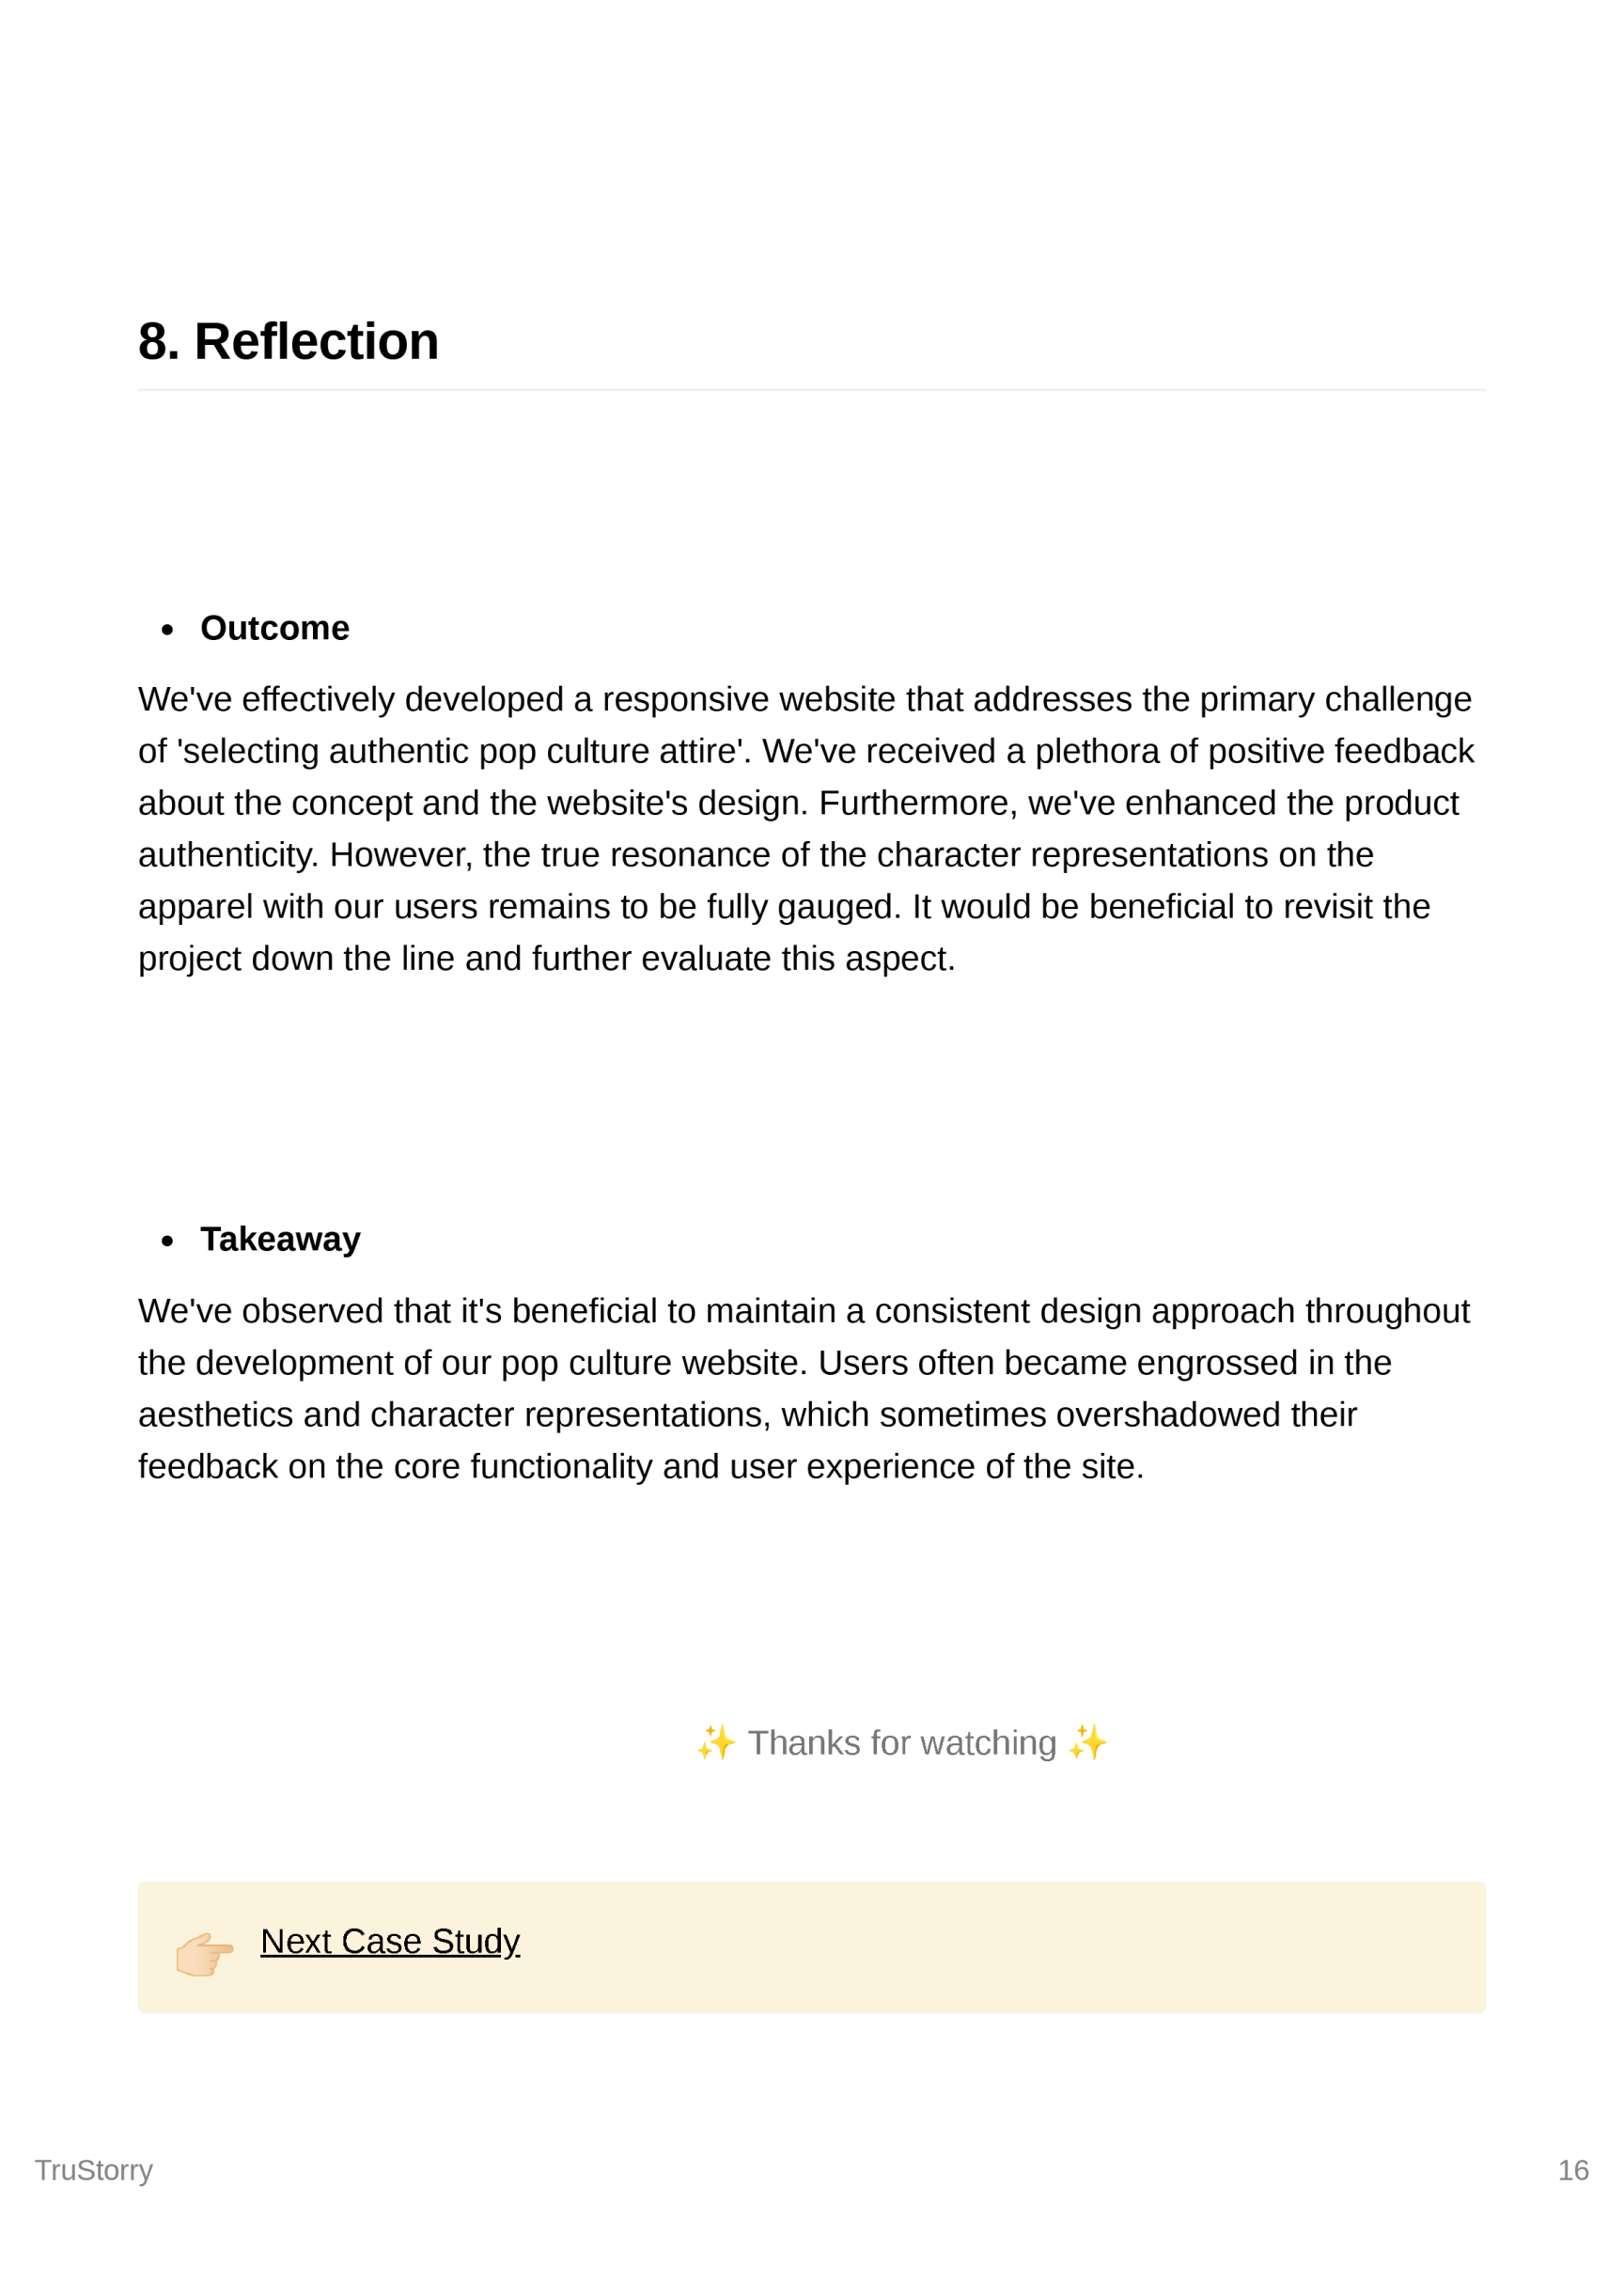 8. Reflection
• Outcome
We've effectively developed a responsive website that addresses the primary challenge
of 'selecting authentic pop culture attire'. We've received a plethora of positive feedback
about the concept and the website's design. Furthermore, we've enhanced the product
authenticity. However, the true resonance of the character representations on the
apparel with our users remains to be fully gauged. It would be beneficial to revisit the
project down the line and further evaluate this aspect.
• Takeaway
We've observed that it's beneficial to maintain a consistent design approach throughout
the development of our pop culture website. Users often became engrossed in the
aesthetics and character representations, which sometimes overshadowed their
feedback on the core functionality and user experience of the site.
✨ Thanks for watching ✨
👉🏻 Next Case Study
TruStorry 16